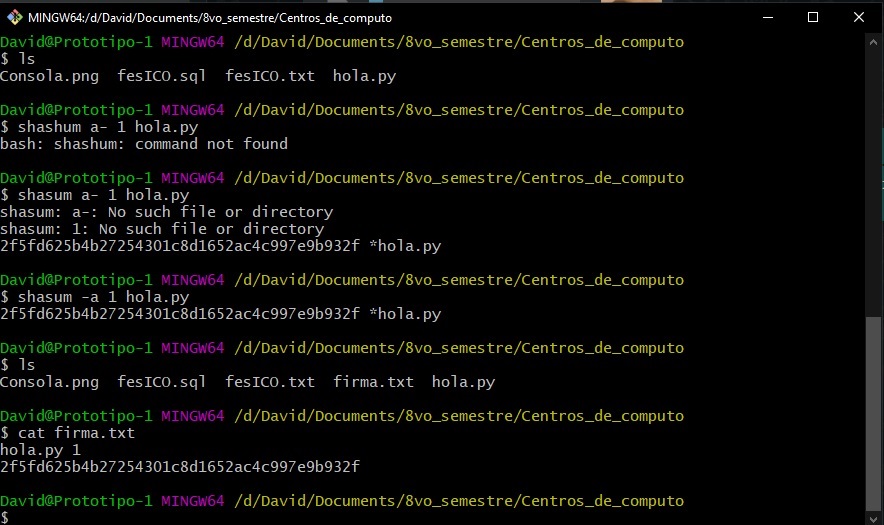 MINGW64:/d/David/Documents/8vo_semestre/Centros_de_computo
David@Prototipo-1 MINGW64 /d/David/Documents/8vo_semestre/Centros_de_computo
$ ls
Consola.png  fesICO.sql  fesICO.txt  hola.py
David@Prototipo-1 MINGW64 /d/David/Documents/8vo_semestre/Centros_de_computo
$ shashum a- 1 hola.py
bash: shashum: command not found
David@Prototipo-1 MINGW64 /d/David/Documents/8vo_semestre/Centros_de_computo
$ shasum a- 1 hola.py
shasum: a-: No such file or directory
shasum: 1: No such file or directory
2f5fd625b4b27254301c8d1652ac4c997e9b932f *hola.py
David@Prototipo-1 MINGW64 /d/David/Documents/8vo_semestre/Centros_de_computo
$ shasum -a 1 hola.py
2f5fd625b4b27254301c8d1652ac4c997e9b932f *hola.py
David@Prototipo-1 MINGW64 /d/David/Documents/8vo_semestre/Centros_de_computo
$ ls
Consola.png  fesICO.sql  fesICO.txt  firma.txt  hola.py
David@Prototipo-1 MINGW64 /d/David/Documents/8vo_semestre/Centros_de_computo
$ cat firma.txt
hola.py 1
2f5fd625b4b27254301c8d1652ac4c997e9b932f
David@Prototipo-1 MINGW64 /d/David/Documents/8vo_semestre/Centros_de_computo
$